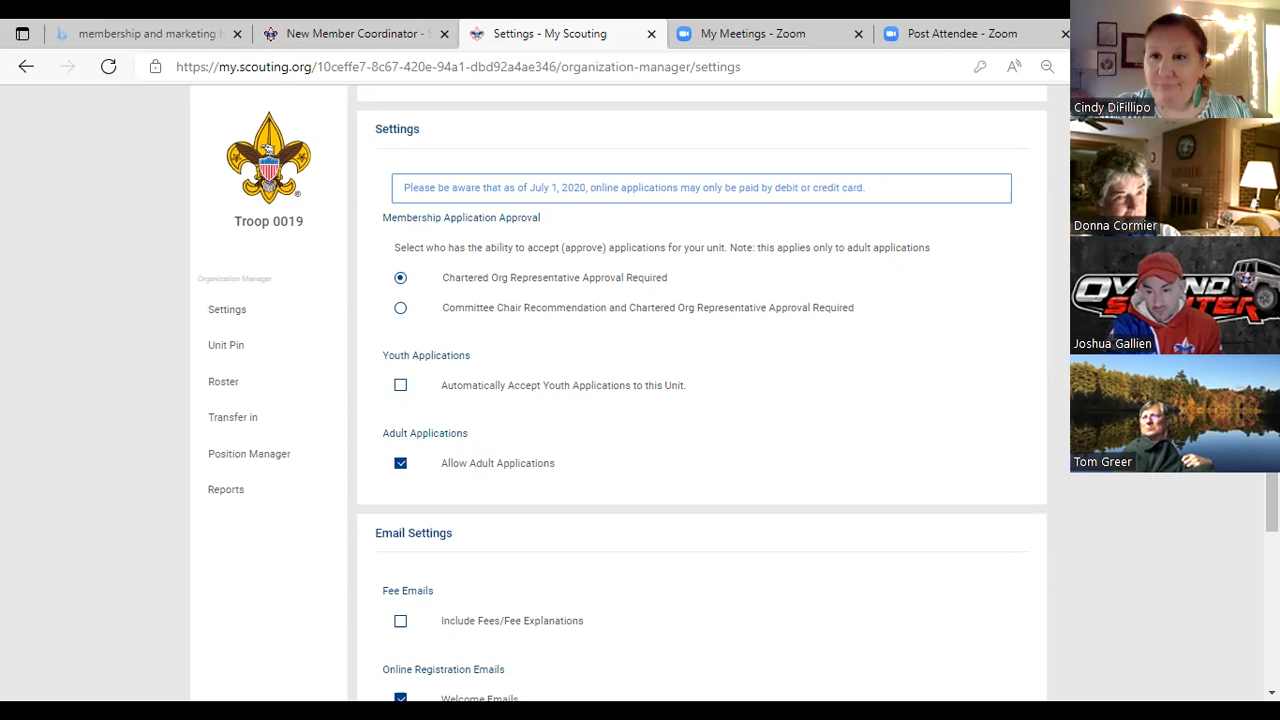 membership and marketing
New Member Coordinator -
Settings - My Scouting
My Meetings - Zoom
Post Attendee - Zoom
https://my.scouting.org/10ceffe7-8c67-420e-94a1-dbd92a4ae346/organization-manager/settings
Troop 0019
Organization Manager
Settings
Unit Pin
Roster
Transfer in
Position Manager
Reports
Settings
Please be aware that as of July 1, 2020, online applications may only be paid by debit or credit card.
Membership Application Approval
Select who has the ability to accept (approve) applications for your unit. Note: this applies only to adult applications
Chartered Org Representative Approval Required
Committee Chair Recommendation and Chartered Org Representative Approval Required
Youth Applications
Automatically Accept Youth Applications to this Unit.
Adult Applications
Allow Adult Applications
Email Settings
Fee Emails
Include Fees/Fee Explanations
Online Registration Emails
Welcome Emails
Cindy DiFillipo
Donna Cormier
Joshua Gallien
Tom Greer